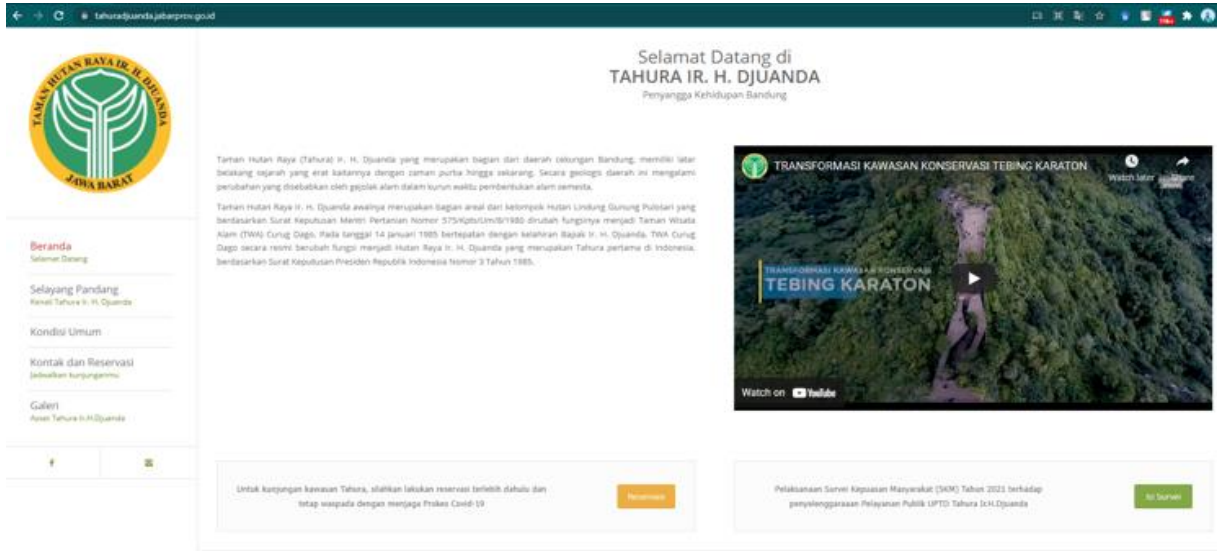 tahuradjuanda.jabarprov.go.id
TAMAN HUTAN RAYA IR. H. DJUANDA
JAWA BARAT
Beranda
Selamat Datang
Selayang Pandang
Kenali Tahura Ir. H. Djuanda
Kondisi Umum
Kontak dan Reservasi
Jadwalkan kunjunganmu
Galeri
Selamat Datang di
TAHURA IR. H. DJUANDA
Penyangga Kehidupan Bandung
Taman Hutan Raya (Tahura) Ir. H. Djuanda yang merupakan bagian dari daerah cekungan Bandung, memiliki latar
belakang sejarah yang erat kaitannya dengan zaman purba hingga sekarang. Secara geologis daerah ini mengalami
perubahan yang disebabkan oleh gejolak alam dalam kurun waktu pembentukan alam semesta.
Taman Hutan Raya Ir. H. Djuanda awalnya merupakan bagian areal dari kelompok Hutan Lindung Gunung Pulosari yang
berdasarkan Surat Keputusan Mentri Pertanian Nomor 575/Kpts/Um/8/1980 dirubah fungsinya menjadi Taman Wisata
Alam (TWA) Curug Dago. Pada tanggal 14 Januari 1985 bertepatan dengan kelahiran Bapak Ir. H. Djuanda, TWA Curug
Dago secara resmi berubah fungsi menjadi Hutan Raya Ir. H. Djuanda yang merupakan Tahura pertama di Indonesia,
berdasarkan Surat Keputusan Presiden Republik Indonesia Nomor 3 Tahun 1985.
TRANSFORMASI KAWASAN KONSERVASI TEBING KARATON
Watch later
Share
TRANSFORMASI KAWASAN KONSERVASI
TEBING KARATON
Watch on YouTube
Untuk kunjungan kawasan Tahura, silahkan lakukan reservasi terlebih dahulu dan
tetap waspada dengan menjaga Prokes Covid-19
Reservasi
Pelaksanaan Survei Kepuasan Masyarakat (SKM) Tahun 2021 terhadap
penyelenggaraaan Pelayanan Publik UPTD Tahura Ir.H.Djuanda
Isi Survei